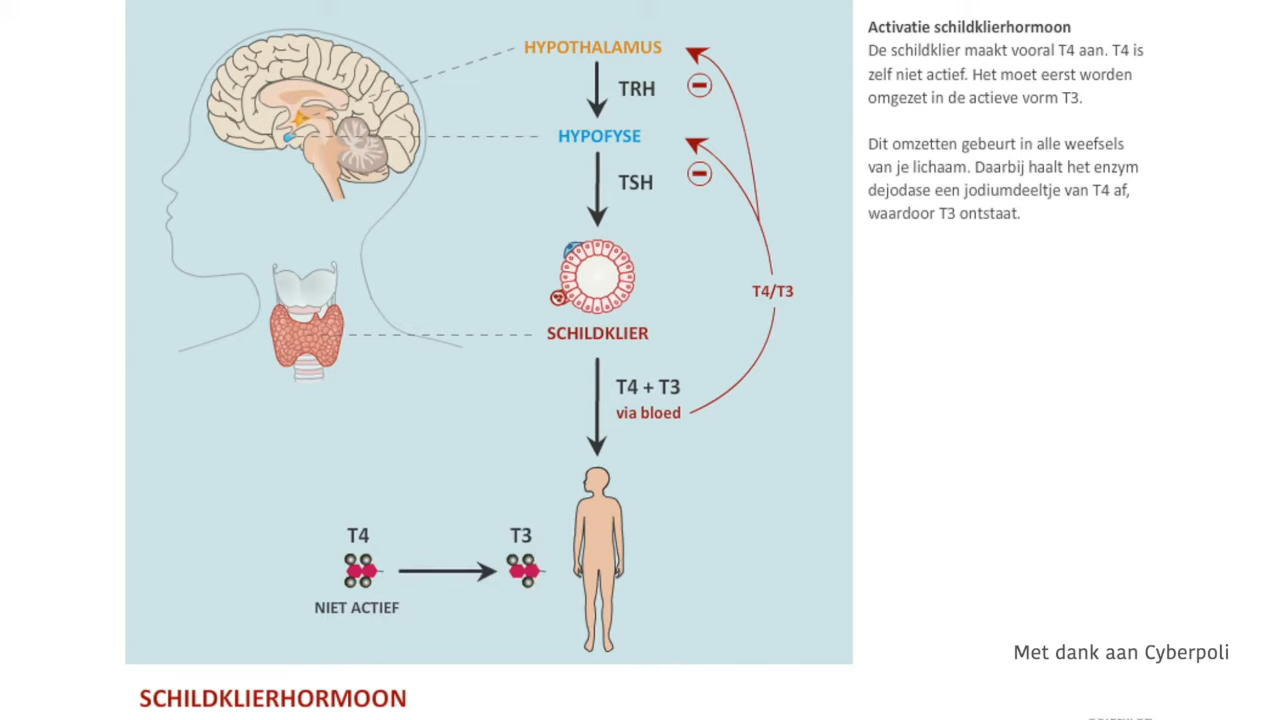 HYPOTHALAMUS
TRH
HYPOFYSE
TSH
SCHILDKLIER
T4/T3
T4 + T3
via bloed
T4
T3
NIET ACTIEF
SCHILDKLIERHORMOON
Activatie schildklierhormoon
De schildklier maakt vooral T4 aan. T4 is
zelf niet actief. Het moet eerst worden
omgezet in de actieve vorm T3.
Dit omzetten gebeurt in alle weefsels
van je lichaam. Daarbij haalt het enzym
dejodase een jodiumdeeltje van T4 af,
waardoor T3 ontstaat.
Met dank aan Cyberpoli